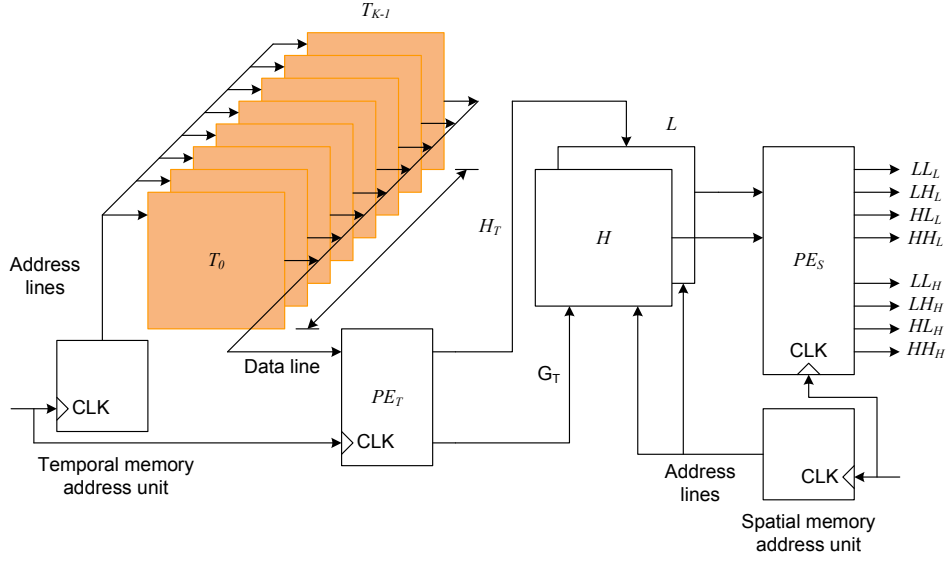 T_{K-1}
L
LL_L
LH_L
HL_L
HH_L
H_T
H
PE_S
T_0
Address
lines
LL_H
LH_H
HL_H
HH_H
Data line
CLK
G_T
PE_T
CLK
CLK
Temporal memory
address unit
Address
lines
CLK
Spatial memory
address unit